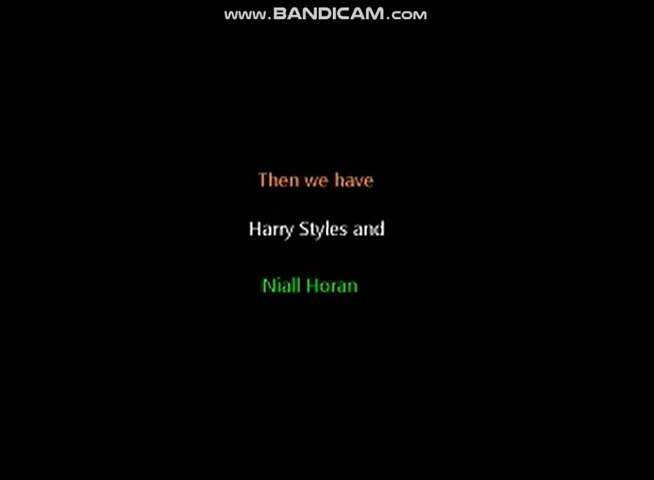 www.BANDICAM.com
Then we have
Harry Styles and
Niall Horan